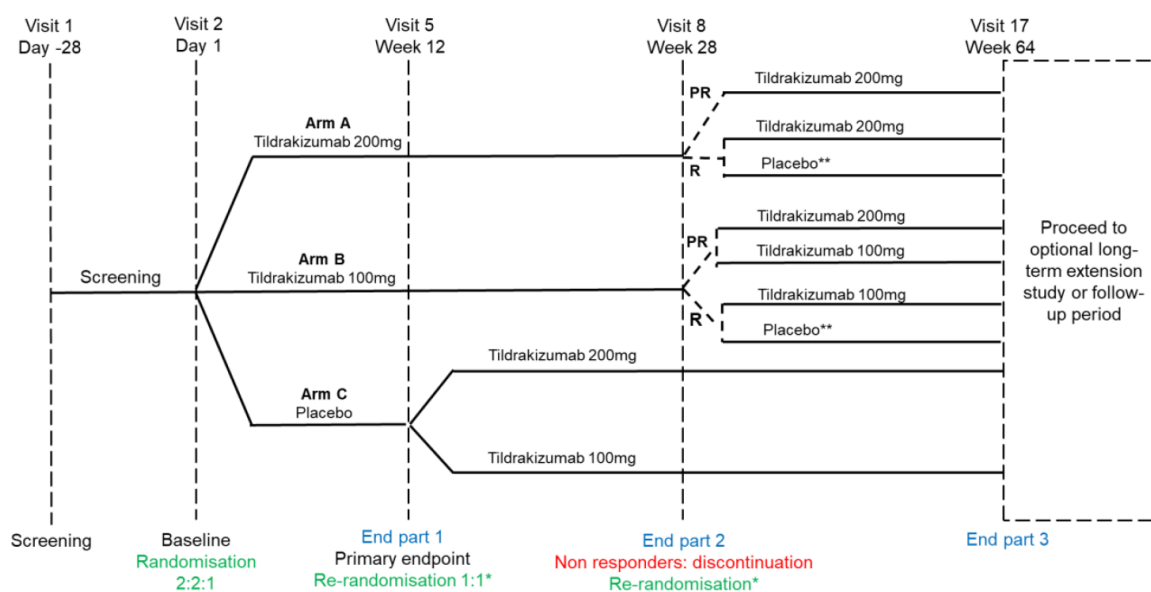 Visit 1
Day -28
Visit 2
Day 1
Visit 5
Week 12
Visit 8
Week 28
Visit 17
Week 64
PR
Tildrakizumab 200mg
Arm A
Tildrakizumab 200mg
Tildrakizumab 200mg
R
Placebo**
Tildrakizumab 200mg
PR
Arm B
Tildrakizumab 100mg
Tildrakizumab 100mg
Screening
Tildrakizumab 100mg
R
Placebo**
Proceed to
optional long-
term extension
study or follow-
up period
Tildrakizumab 200mg
Arm C
Placebo
Tildrakizumab 100mg
Screening
Baseline
Randomisation
2:2:1
End part 1
Primary endpoint
Re-randomisation 1:1*
End part 2
Non responders: discontinuation
Re-randomisation*
End part 3